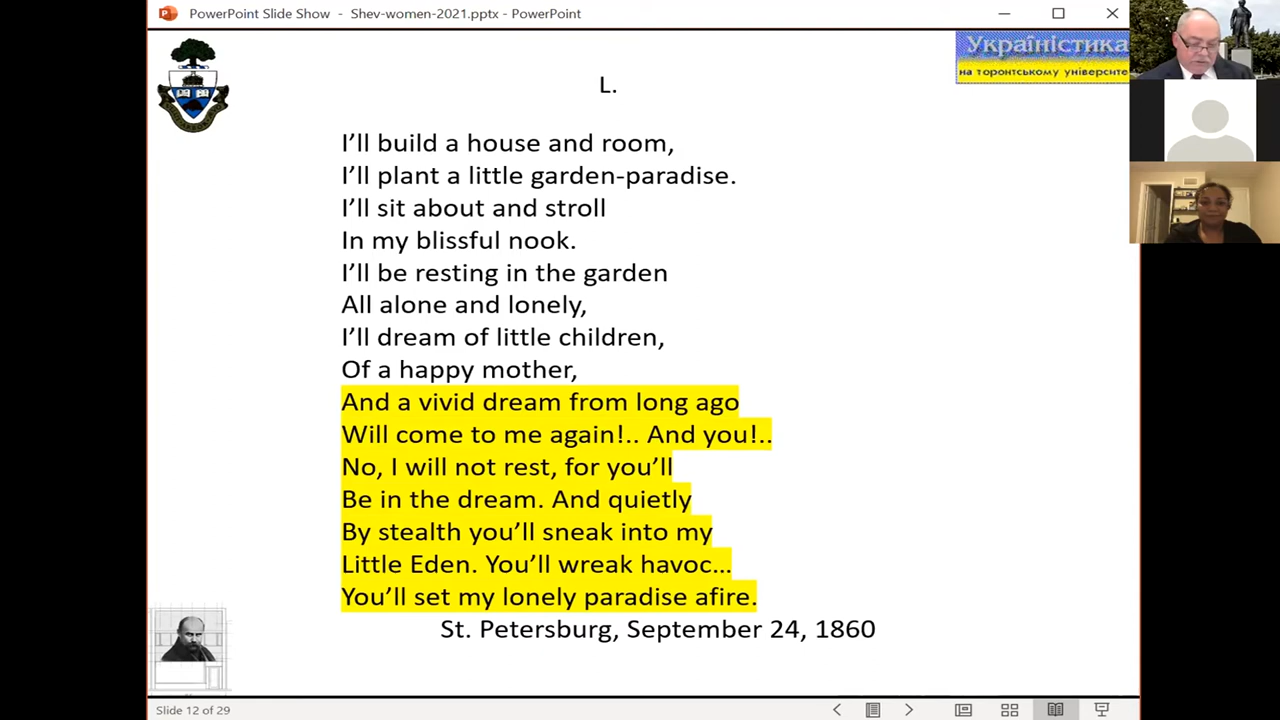 PowerPoint Slide Show - Shev-women-2021.pptx - PowerPoint
Україністика
на торонтському університе
L.
I’ll build a house and room,
I’ll plant a little garden-paradise.
I’ll sit about and stroll
In my blissful nook.
I’ll be resting in the garden
All alone and lonely,
I’ll dream of little children,
Of a happy mother,
And a vivid dream from long ago
Will come to me again!.. And you!..
No, I will not rest, for you’ll
Be in the dream. And quietly
By stealth you’ll sneak into my
Little Eden. You’ll wreak havoc…
You’ll set my lonely paradise afire.
St. Petersburg, September 24, 1860
Slide 12 of 29